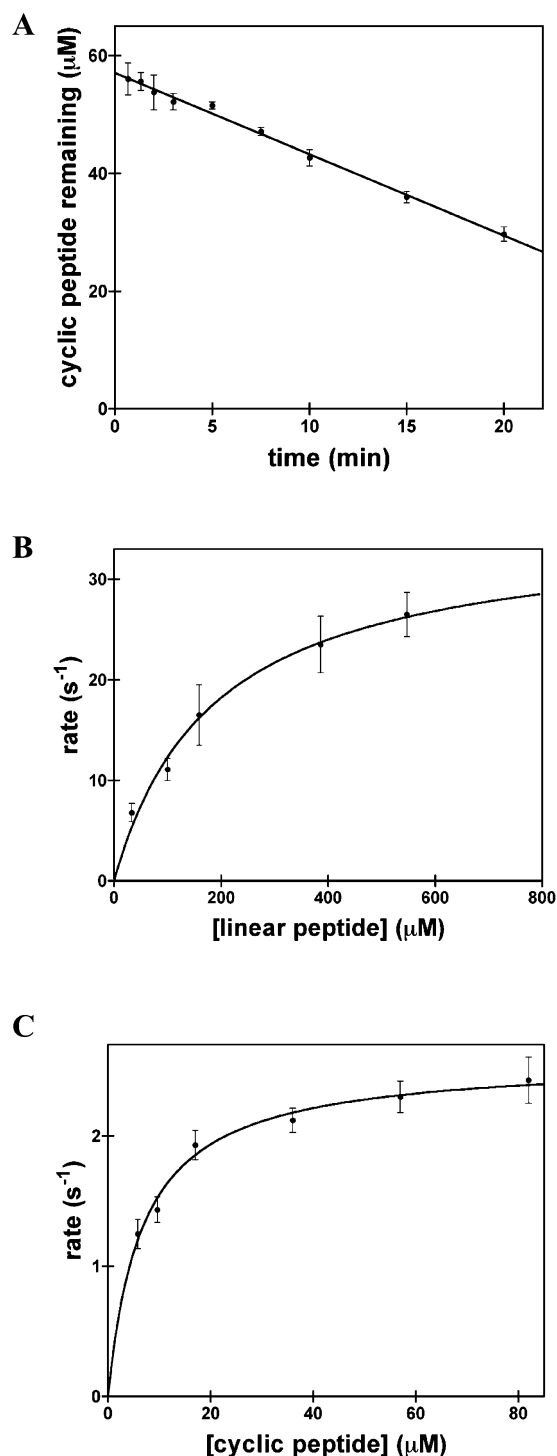 A
cyclic peptide remaining (μM)
60
40
20
0
0 5 10 15 20
time (min)
B
rate (s⁻¹)
30
20
10
0
0 200 400 600 800
[linear peptide] (μM)
C
rate (s⁻¹)
2
1
0
0 20 40 60 80
[cyclic peptide] (μM)